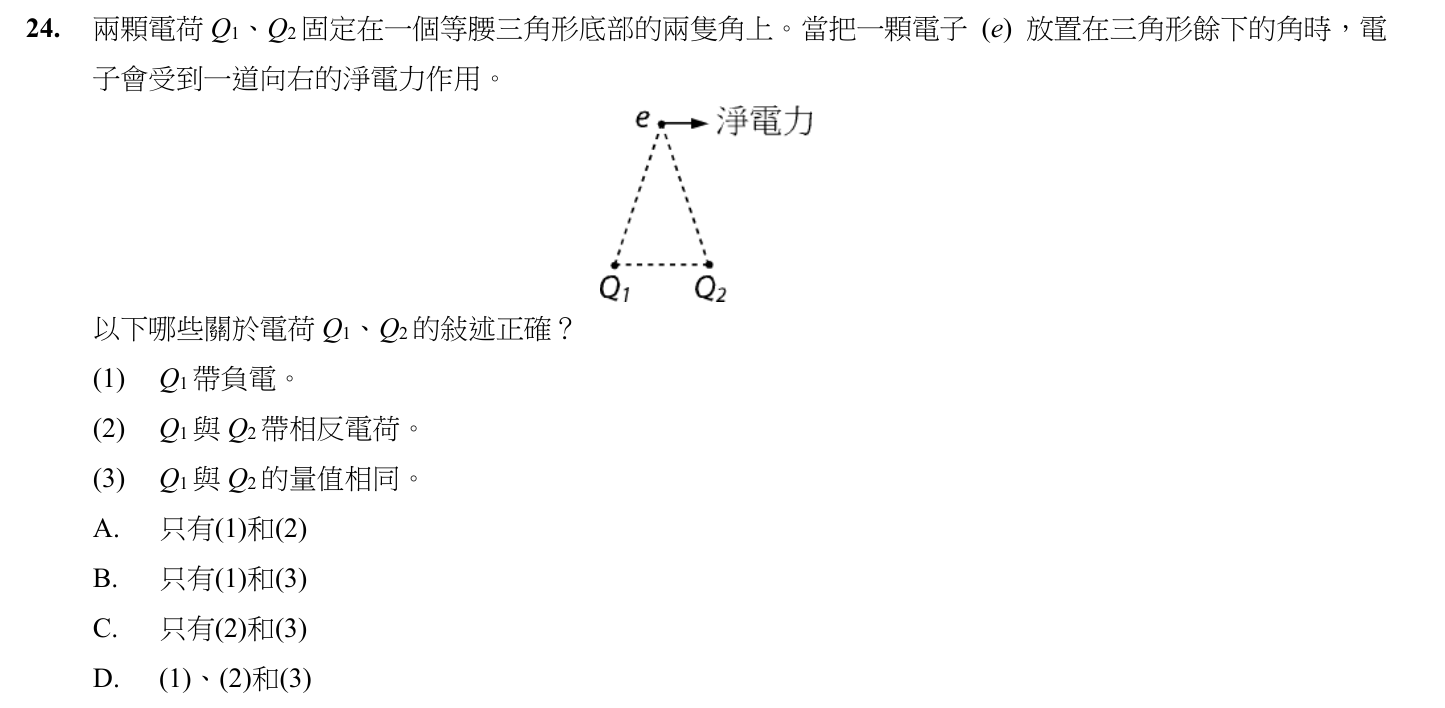 24. 兩顆電荷 Q1、Q2 固定在一個等腰三角形底部的兩隻角上。當把一顆電子 (e) 放置在三角形餘下的角時，電
子會受到一道向右的淨電力作用。
e 淨電力
Q1 Q2
以下哪些關於電荷 Q1、Q2 的敍述正確？
(1) Q1 帶負電。
(2) Q1 與 Q2 帶相反電荷。
(3) Q1 與 Q2 的量值相同。
A. 只有(1)和(2)
B. 只有(1)和(3)
C. 只有(2)和(3)
D. (1)、(2)和(3)